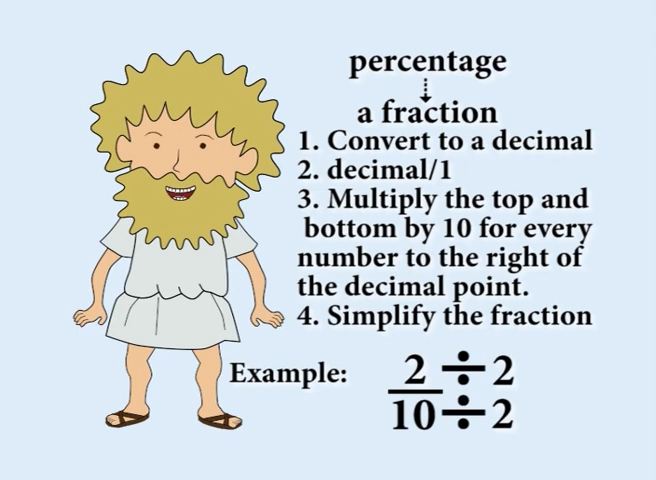 percentage
a fraction
1. Convert to a decimal
2. decimal/1
3. Multiply the top and
bottom by 10 for every
number to the right of
the decimal point.
4. Simplify the fraction
Example:
2 ÷ 2
10 ÷ 2